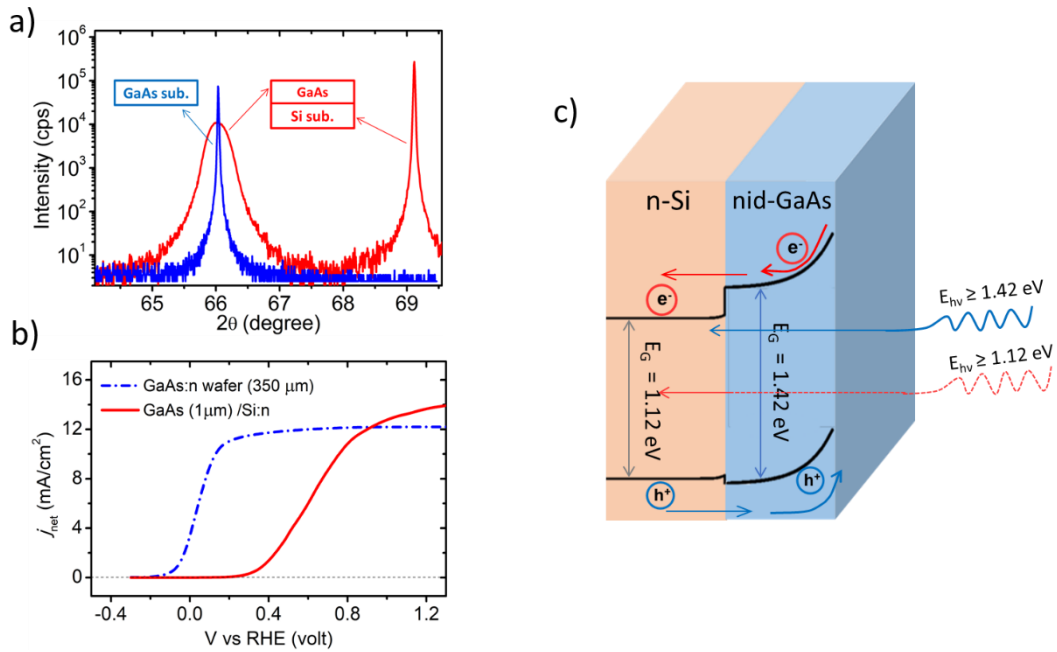 a)
10⁶
10⁵
10⁴
10³
10²
10¹
Intensity (cps)
GaAs sub.
GaAs
Si sub.
65
66
67
68
69
2θ (degree)
b)
16
12
8
4
0
j_net (mA/cm²)
GaAs:n wafer (350 μm)
GaAs (1μm) /Si:n
-0.4
0.0
0.4
0.8
1.2
V vs RHE (volt)
c)
n-Si
nid-GaAs
e⁻
e⁻
E_hν ≥ 1.42 eV
E_hν ≥ 1.12 eV
E_G = 1.12 eV
E_G = 1.42 eV
h⁺
h⁺